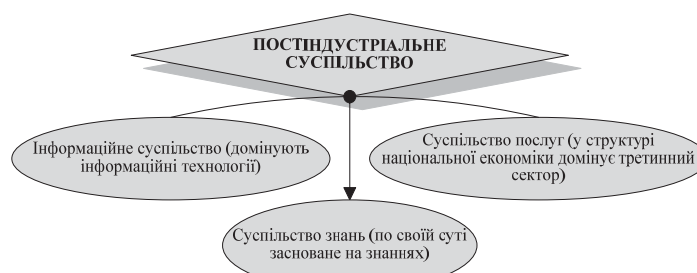 ПОСТІНДУСТРІАЛЬНЕ
СУСПІЛЬСТВО
Інформаційне суспільство (домінують
інформаційні технології)
Суспільство послуг (у структурі
національної економіки домінує третинний
сектор)
Суспільство знань (по своїй суті
засноване на знаннях)